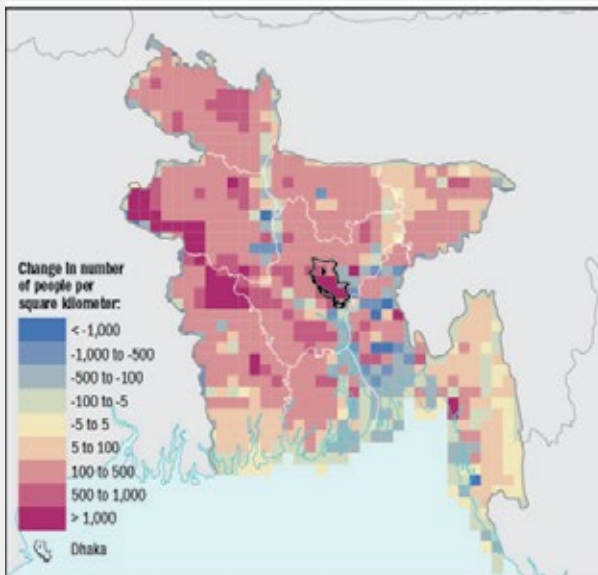 Change in number
of people per
square kilometer:
< -1,000
-1,000 to -500
-500 to -100
-100 to -5
-5 to 5
5 to 100
100 to 500
500 to 1,000
> 1,000
Dhaka